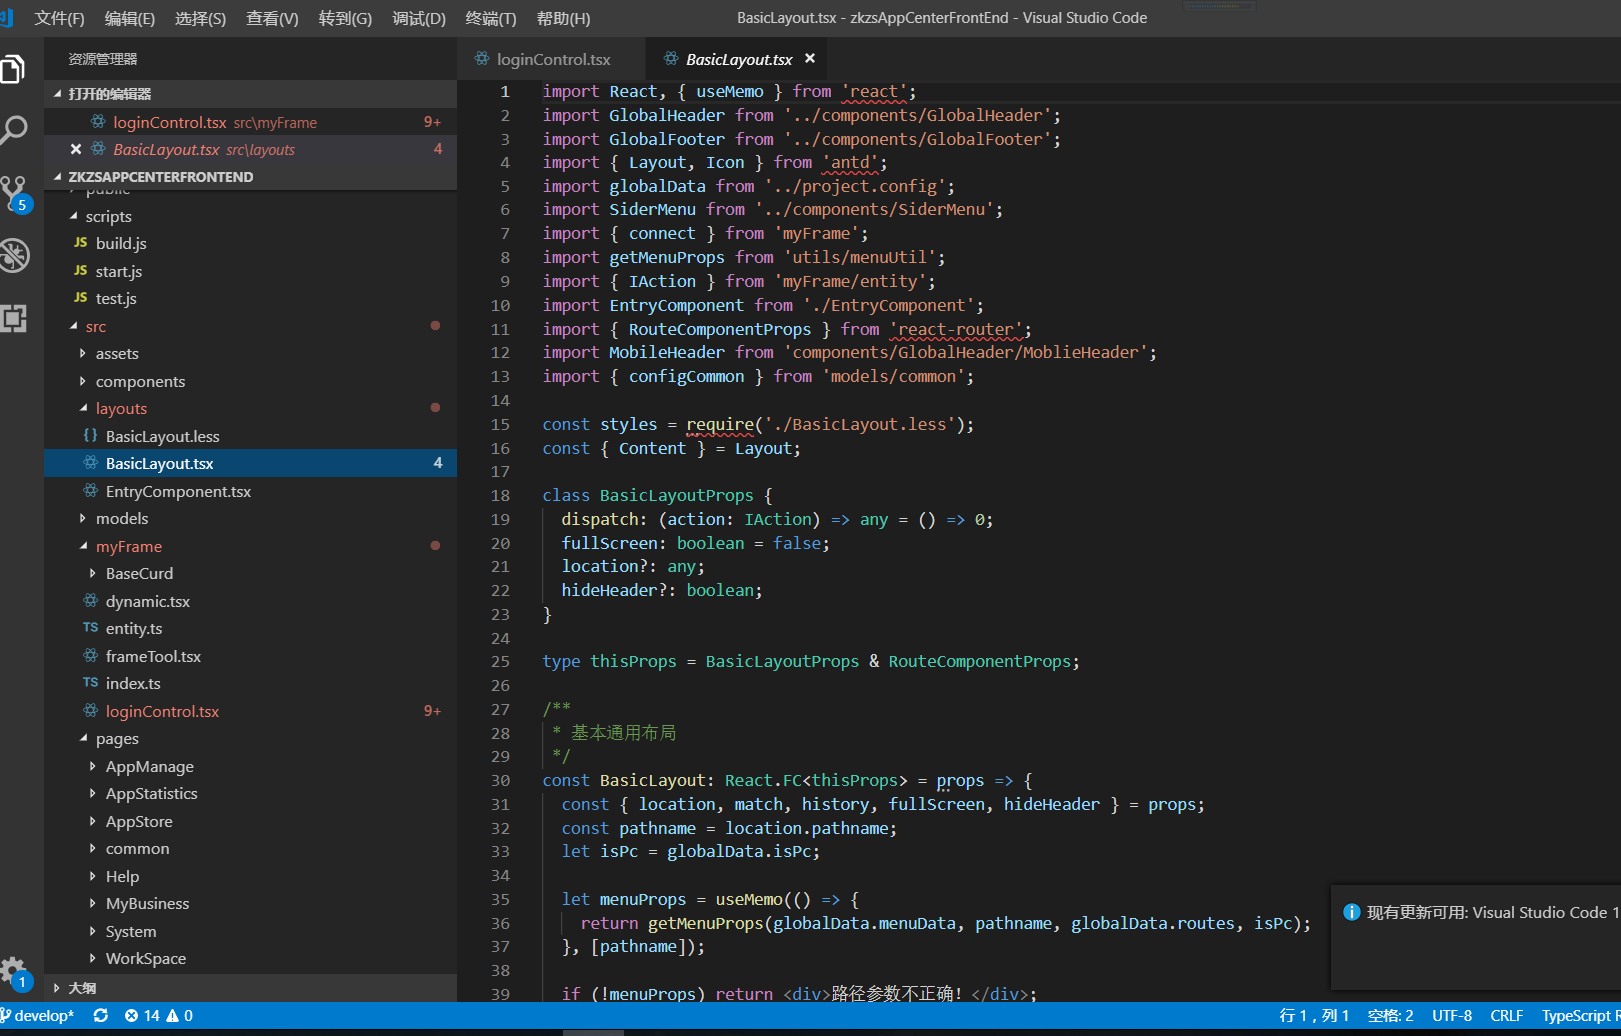 文件(F) 编辑(E) 选择(S) 查看(V) 转到(G) 调试(D) 终端(T) 帮助(H) BasicLayout.tsx - zkzsAppCenterFrontEnd - Visual Studio Code
资源管理器
打开的编辑器
loginControl.tsx src\myFrame 9+
BasicLayout.tsx src\layouts 4
ZKZSAPPCENTERFRONTEND
public
scripts
JS build.js
JS start.js
JS test.js
src
assets
components
layouts
{} BasicLayout.less
BasicLayout.tsx 4
EntryComponent.tsx
models
myFrame
BaseCurd
dynamic.tsx
TS entity.ts
frameTool.tsx
TS index.ts
loginControl.tsx 9+
pages
AppManage
AppStatistics
AppStore
common
Help
MyBusiness
System
WorkSpace
大纲
5
1
loginControl.tsx BasicLayout.tsx
1 import React, { useMemo } from 'react';
2 import GlobalHeader from '../components/GlobalHeader';
3 import GlobalFooter from '../components/GlobalFooter';
4 import { Layout, Icon } from 'antd';
5 import globalData from '../project.config';
6 import SiderMenu from '../components/SiderMenu';
7 import { connect } from 'myFrame';
8 import getMenuProps from 'utils/menuUtil';
9 import { IAction } from 'myFrame/entity';
10 import EntryComponent from './EntryComponent';
11 import { RouteComponentProps } from 'react-router';
12 import MobileHeader from 'components/GlobalHeader/MoblieHeader';
13 import { configCommon } from 'models/common';
14
15 const styles = require('./BasicLayout.less');
16 const { Content } = Layout;
17
18 class BasicLayoutProps {
19 dispatch: (action: IAction) => any = () => 0;
20 fullScreen: boolean = false;
21 location?: any;
22 hideHeader?: boolean;
23 }
24
25 type thisProps = BasicLayoutProps & RouteComponentProps;
26
27 /**
28 * 基本通用布局
29 */
30 const BasicLayout: React.FC<thisProps> = props => {
31 const { location, match, history, fullScreen, hideHeader } = props;
32 const pathname = location.pathname;
33 let isPc = globalData.isPc;
34
35 let menuProps = useMemo(() => {
36 return getMenuProps(globalData.menuData, pathname, globalData.routes, isPc);
37 }, [pathname]);
38
39 if (!menuProps) return <div>路径参数不正确! </div>;
现有更新可用: Visual Studio Code 1
develop* 14 0 行 1，列 1 空格: 2 UTF-8 CRLF TypeScript R